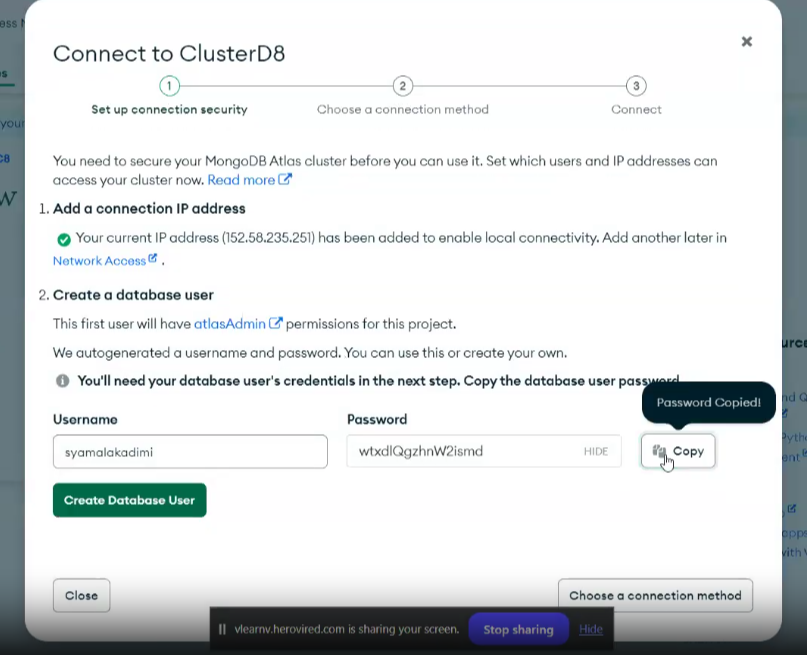 ess
Connect to ClusterD8
1 2 3
Set up connection security Choose a connection method Connect
your
C8
You need to secure your MongoDB Atlas cluster before you can use it. Set which users and IP addresses can
access your cluster now. Read more
1. Add a connection IP address
Your current IP address (152.58.235.251) has been added to enable local connectivity. Add another later in
Network Access .
2. Create a database user
This first user will have atlasAdmin permissions for this project.
We autogenerated a username and password. You can use this or create your own.
You'll need your database user's credentials in the next step. Copy the database user password
Password Copied!
Username Password
syamalakadimi wtxdlQgzhnW2ismd HIDE Copy
Create Database User
Close Choose a connection method
vlearnv.herovired.com is sharing your screen. Stop sharing Hide